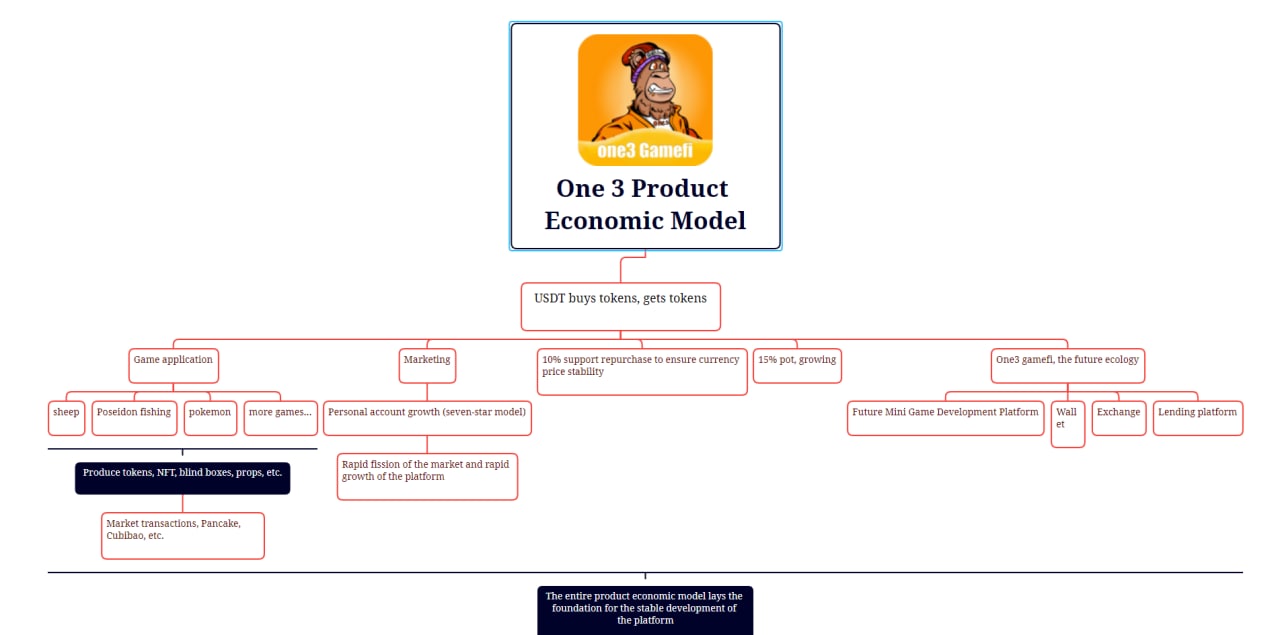 one3 Gamefi
One 3 Product
Economic Model
USDT buys tokens, gets tokens
Game application
Marketing
10% support repurchase to ensure currency
price stability
15% pot, growing
One3 gamefi, the future ecology
sheep
Poseidon fishing
pokemon
more games...
Personal account growth (seven-star model)
Future Mini Game Development Platform
Wall
et
Exchange
Lending platform
Rapid fission of the market and rapid
growth of the platform
Produce tokens, NFT, blind boxes, props, etc.
Market transactions, Pancake,
Cubibao, etc.
The entire product economic model lays the
foundation for the stable development of
the platform